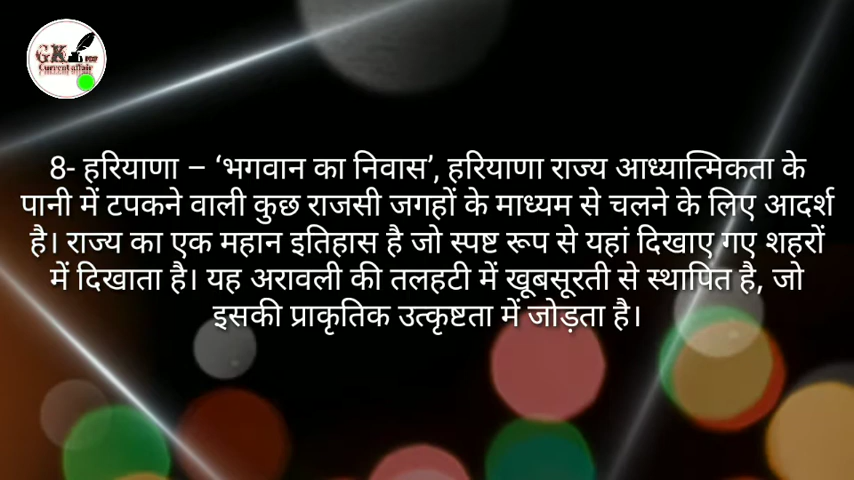 GK
Current affair
8- हरियाणा – ‘भगवान का निवास’, हरियाणा राज्य आध्यात्मिकता के
पानी में टपकने वाली कुछ राजसी जगहों के माध्यम से चलने के लिए आदर्श
है। राज्य का एक महान इतिहास है जो स्पष्ट रूप से यहां दिखाए गए शहरों
में दिखाता है। यह अरावली की तलहटी में खूबसूरती से स्थापित है, जो
इसकी प्राकृतिक उत्कृष्टता में जोड़ता है।